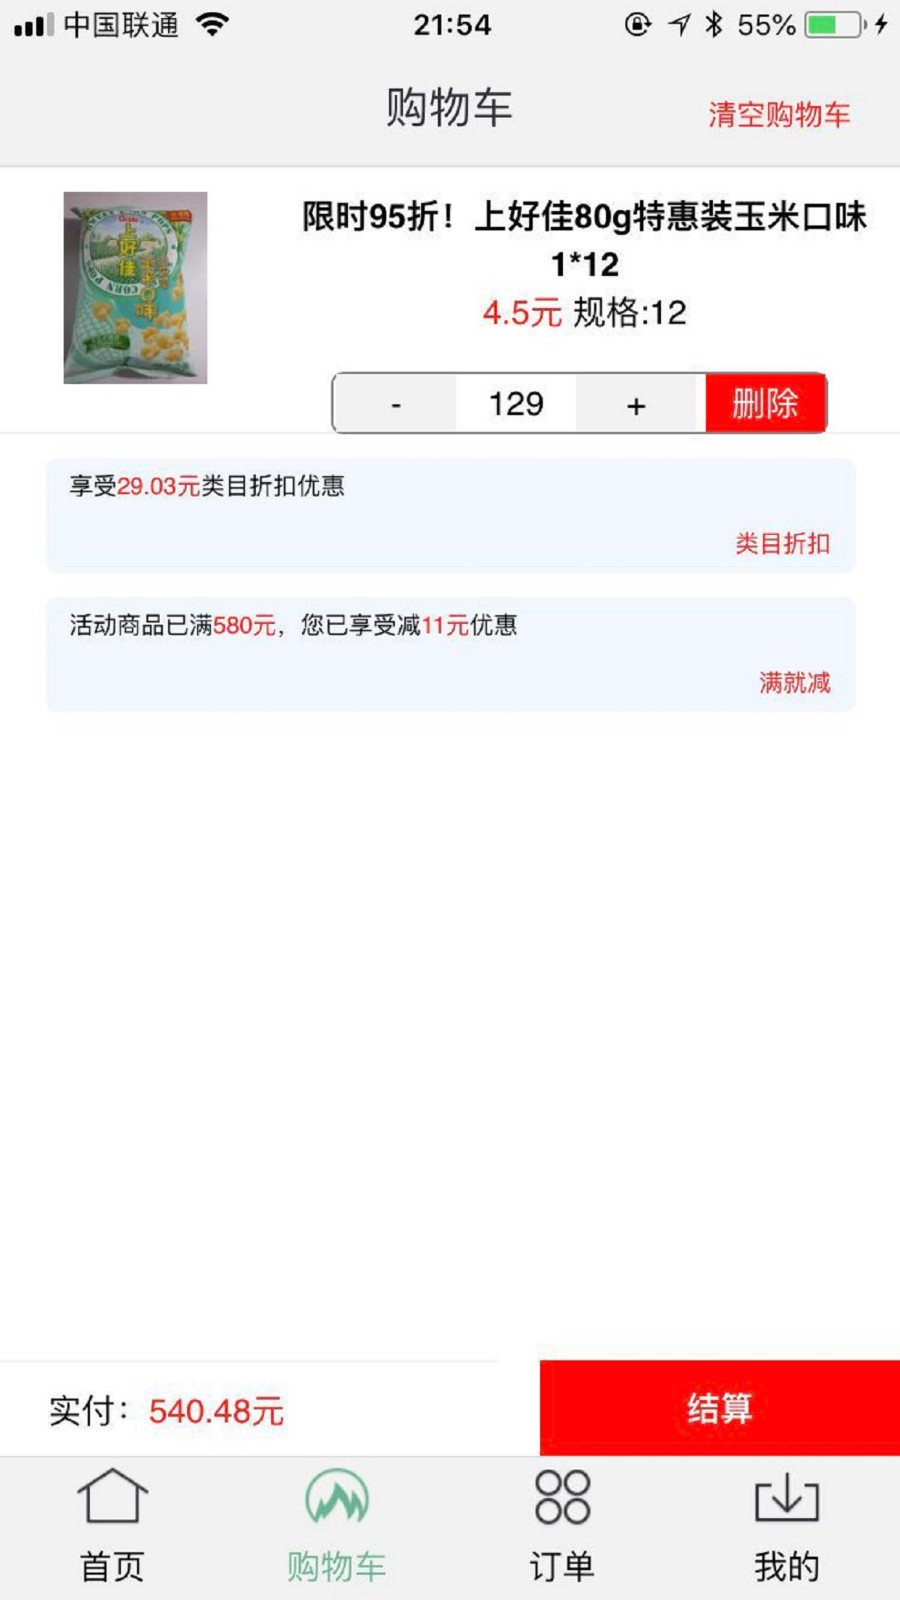 中国联通
21:54
55%
购物车
清空购物车
上好佳
玉米口味
CORN POPS
限时95折！上好佳80g特惠装玉米口味
1*12
4.5元 规格:12
- 129 + 删除
享受29.03元类目折扣优惠
类目折扣
活动商品已满580元，您已享受减11元优惠
满就减
实付：540.48元
结算
首页
购物车
订单
我的